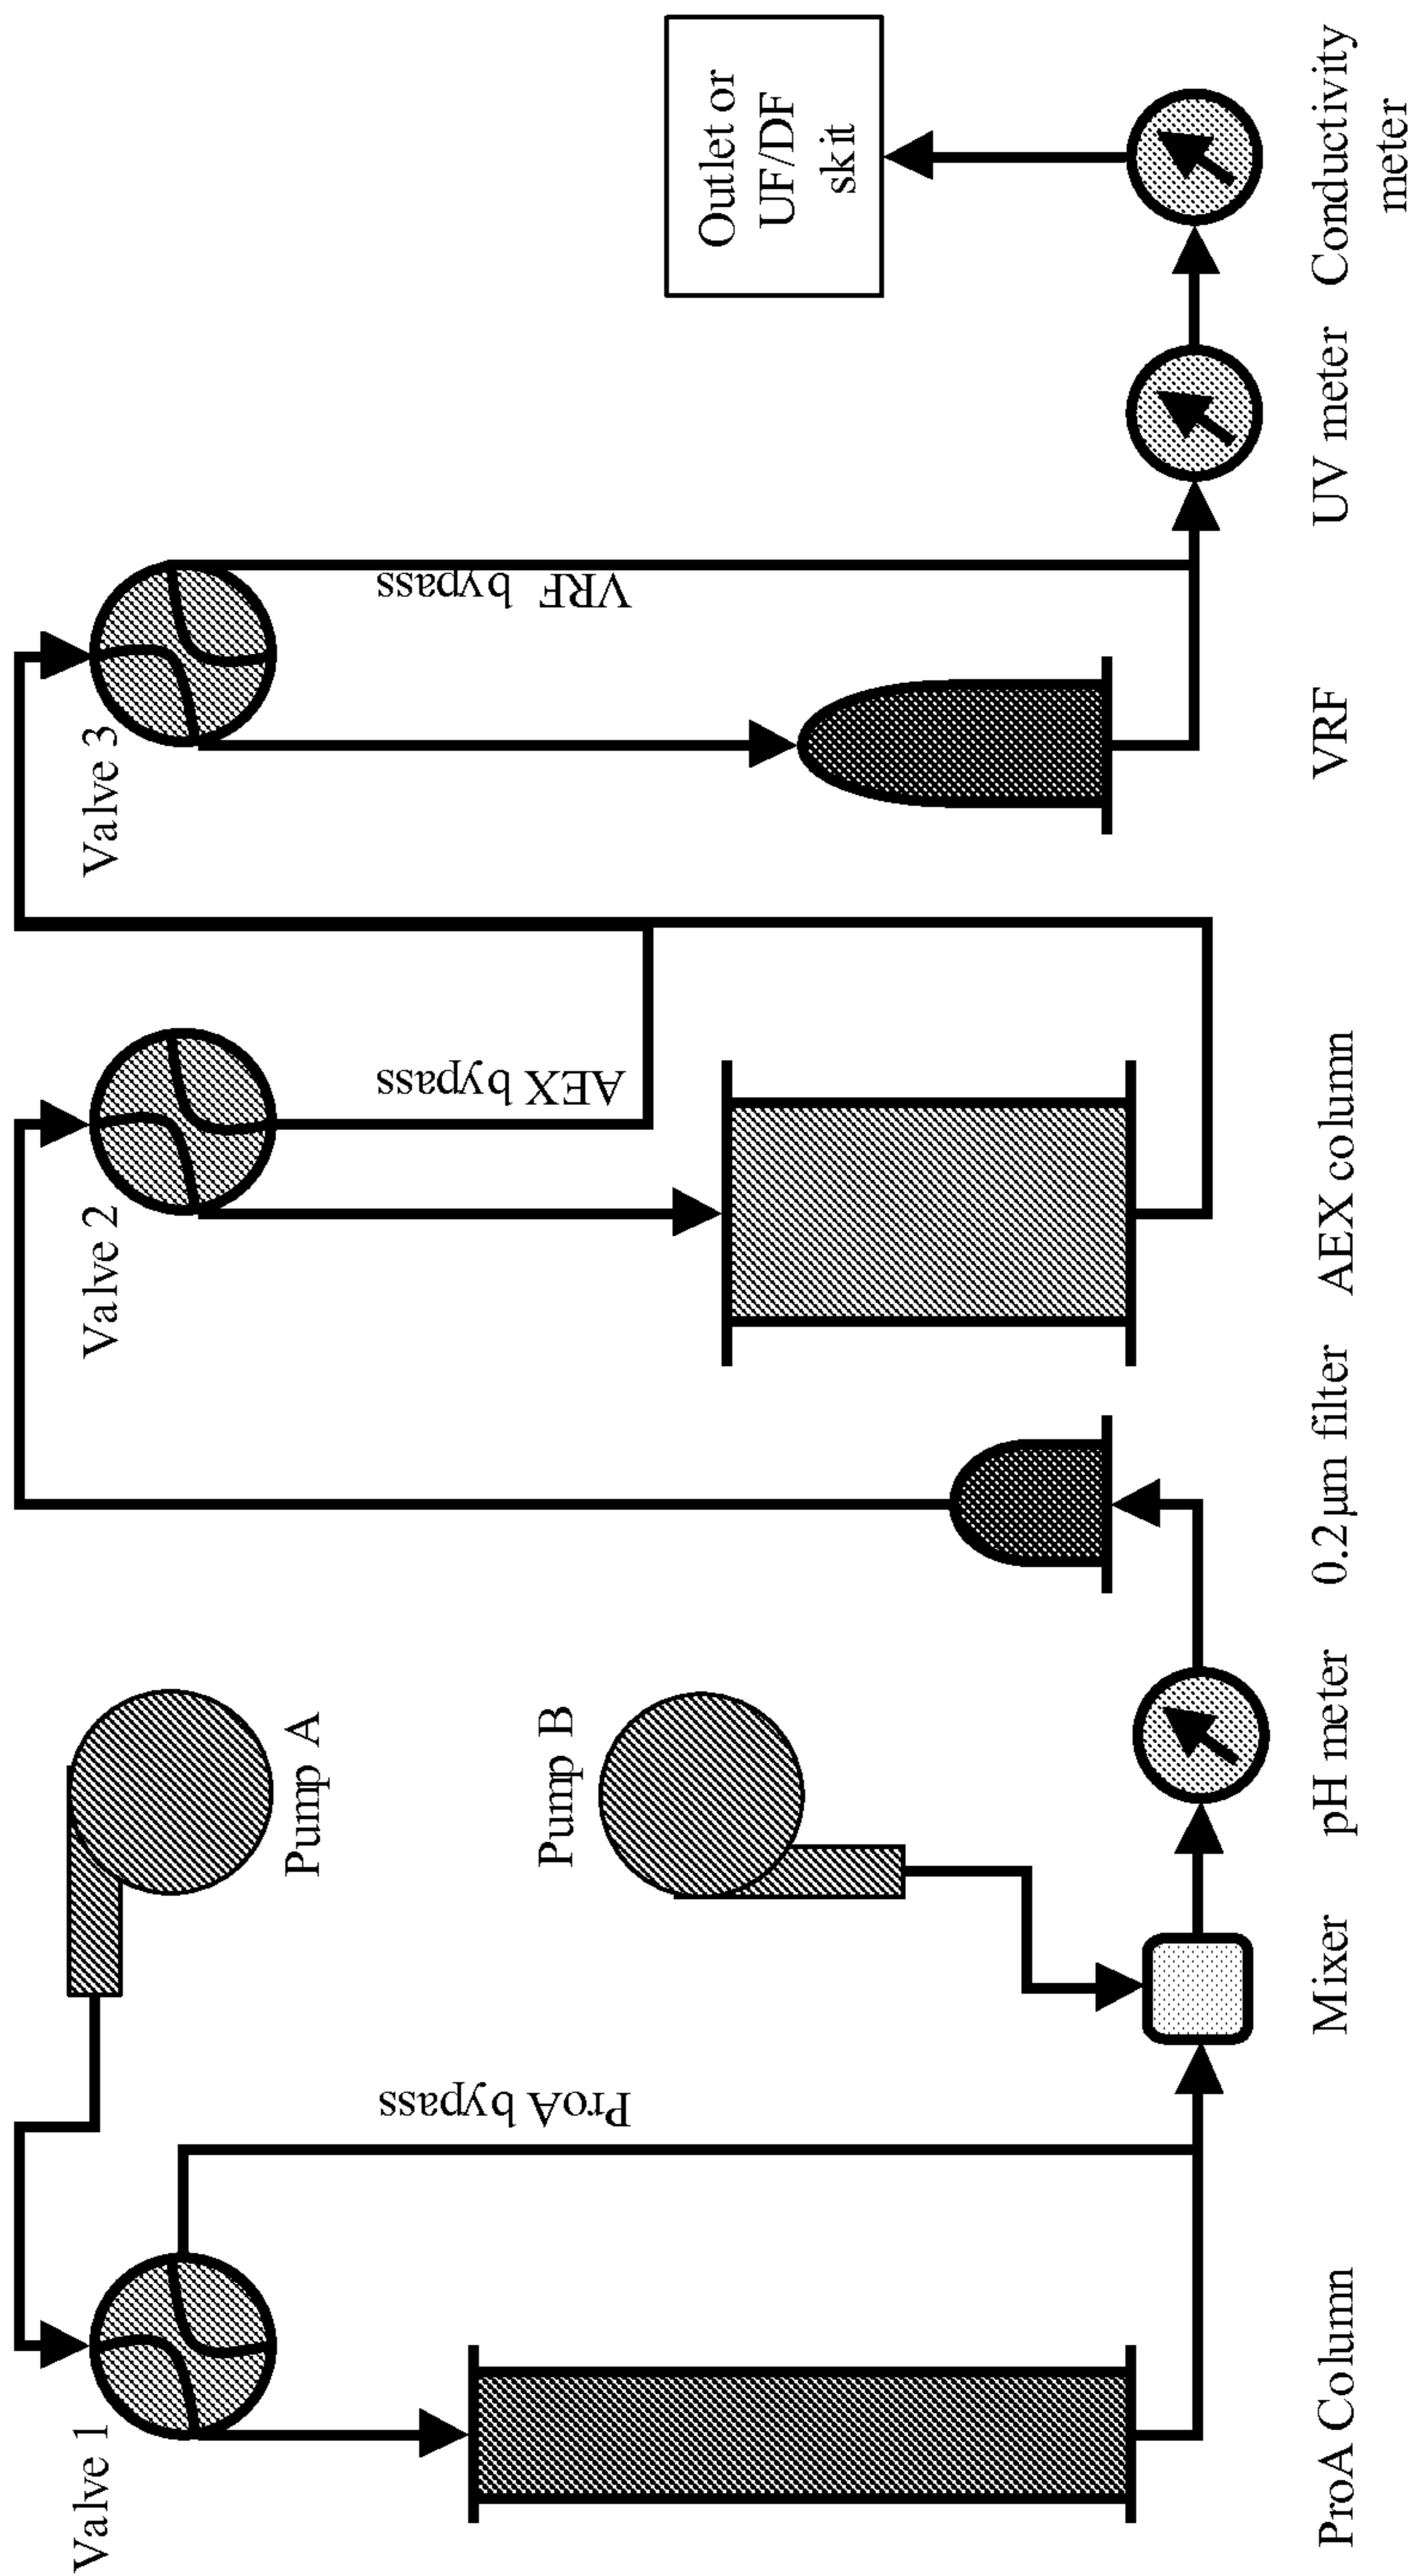 Valve 1
ProA bypass
Pump A
Pump B
Valve 2
AEX bypass
Valve 3
VRF bypass
Outlet or
UF/DF
skit
ProA Column
Mixer
pH meter
0.2µm filter
AEX column
VRF
UV meter
Conductivity
meter